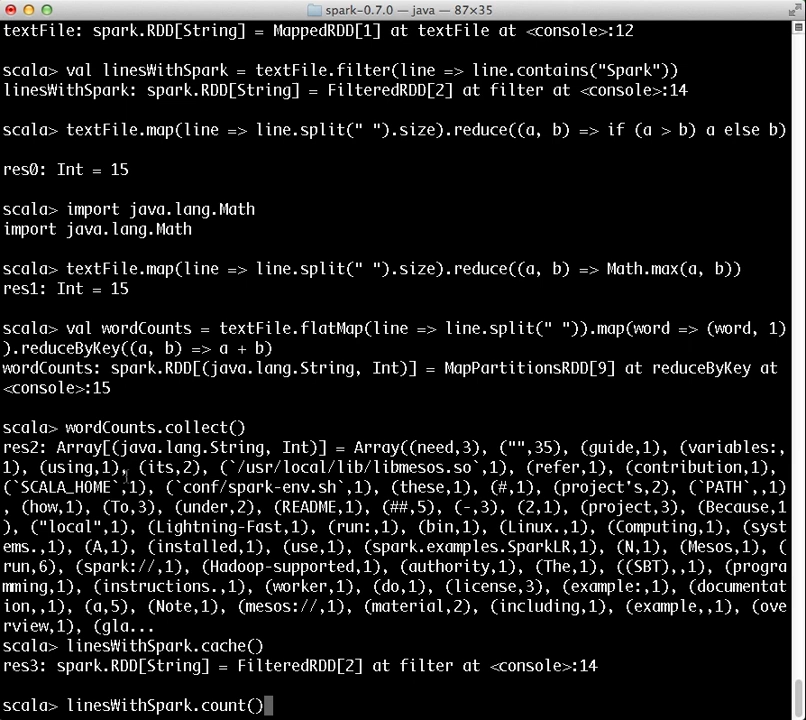 spark-0.7.0 — java — 87×35
textFile: spark.RDD[String] = MappedRDD[1] at textFile at <console>:12
scala> val linesWithSpark = textFile.filter(line => line.contains("Spark"))
linesWithSpark: spark.RDD[String] = FilteredRDD[2] at filter at <console>:14
scala> textFile.map(line => line.split(" ").size).reduce((a, b) => if (a > b) a else b)
res0: Int = 15
scala> import java.lang.Math
import java.lang.Math
scala> textFile.map(line => line.split(" ").size).reduce((a, b) => Math.max(a, b))
res1: Int = 15
scala> val wordCounts = textFile.flatMap(line => line.split(" ")).map(word => (word, 1)
).reduceByKey((a, b) => a + b)
wordCounts: spark.RDD[(java.lang.String, Int)] = MapPartitionsRDD[9] at reduceByKey at
<console>:15
scala> wordCounts.collect()
res2: Array[(java.lang.String, Int)] = Array((need,3), ("",35), (guide,1), (variables:,
1), (using,1), (its,2), (`/usr/local/lib/libmesos.so`,1), (refer,1), (contribution,1),
(`SCALA_HOME`,1), (`conf/spark-env.sh`,1), (these,1), (#,1), (project's,2), (`PATH`,,1)
, (how,1), (To,3), (under,2), (README,1), (##,5), (-,3), (2,1), (project,3), (Because,1
), ("local",1), (Lightning-Fast,1), (run:,1), (bin,1), (Linux.,1), (Computing,1), (syst
ems.,1), (A,1), (installed,1), (use,1), (spark.examples.SparkLR,1), (N,1), (Mesos,1), (
run,6), (spark://,1), (Hadoop-supported,1), (authority,1), (The,1), ((SBT),,1), (progra
mming,1), (instructions.,1), (worker,1), (do,1), (license,3), (example:,1), (documentat
ion,,1), (a,5), (Note,1), (mesos://,1), (material,2), (including,1), (example,,1), (ove
rview,1), (gla...
scala> linesWithSpark.cache()
res3: spark.RDD[String] = FilteredRDD[2] at filter at <console>:14
scala> linesWithSpark.count()